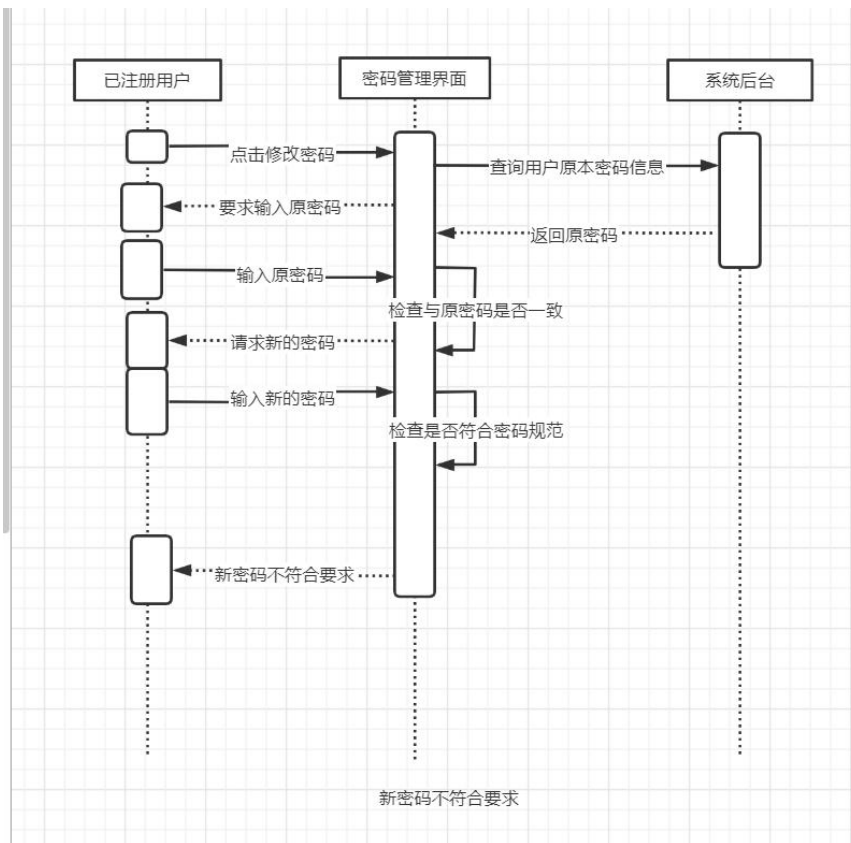 已注册用户
密码管理界面
系统后台
点击修改密码
查询用户原本密码信息
要求输入原密码
返回原密码
输入原密码
检查与原密码是否一致
请求新的密码
输入新的密码
检查是否符合密码规范
新密码不符合要求
新密码不符合要求